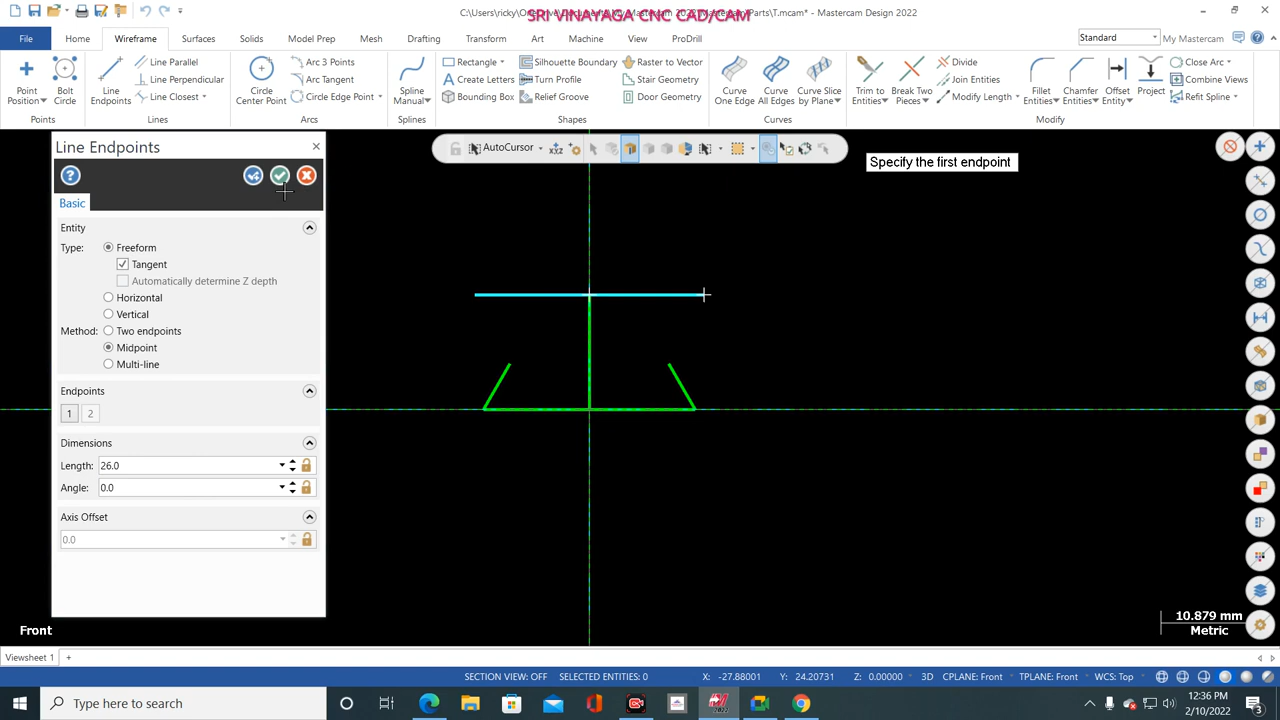 C:\Users\ricky\OneDrive\Documents\My Mastercam 2022\Mastercam\Parts\T.mcam* - Mastercam Design 2022
SRI VINAYAGA CNC CAD/CAM
File Home Wireframe Surfaces Solids Model Prep Mesh Drafting Transform Art Machine View ProDrill Standard My Mastercam
Point Position Bolt Circle Points
Line Endpoints Line Parallel Line Perpendicular Line Closest Lines
Circle Center Point Arc 3 Points Arc Tangent Circle Edge Point Arcs
Spline Manual Splines
Rectangle Silhouette Boundary Raster to Vector
Create Letters Turn Profile Stair Geometry
Bounding Box Relief Groove Door Geometry
Shapes
Curve One Edge Curve All Edges Curve Slice by Plane Curves
Trim to Entities Break Two Pieces Divide Join Entities Modify Length Fillet Entities Chamfer Entities Offset Entity Project Close Arc Combine Views Refit Spline Modify
Line Endpoints
AutoCursor
Specify the first endpoint
Basic
Entity
Type: Freeform
Tangent
Automatically determine Z depth
Horizontal
Vertical
Method: Two endpoints
Midpoint
Multi-line
Endpoints
1 2
Dimensions
Length: 26.0
Angle: 0.0
Axis Offset
0.0
Front
10.879 mm
Metric
Viewsheet 1 +
SECTION VIEW: OFF SELECTED ENTITIES: 0 X: -27.88001 Y: 24.20731 Z: 0.00000 3D CPLANE: Front TPLANE: Front WCS: Top
Type here to search
12:36 PM
2/10/2022
3